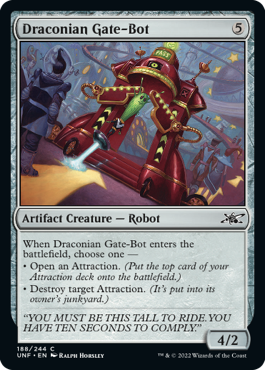 Draconian Gate-Bot 5
Artifact Creature — Robot
When Draconian Gate-Bot enters the
battlefield, choose one —
• Open an Attraction. (Put the top card of your
Attraction deck onto the battlefield.)
• Destroy target Attraction. (It's put into its
owner's junkyard.)
"YOU MUST BE THIS TALL TO RIDE.
YOU HAVE TEN SECONDS TO COMPLY."
4/2
188/244 C
UNF • EN RALPH HORSLEY
™ & © 2022 Wizards of the Coast